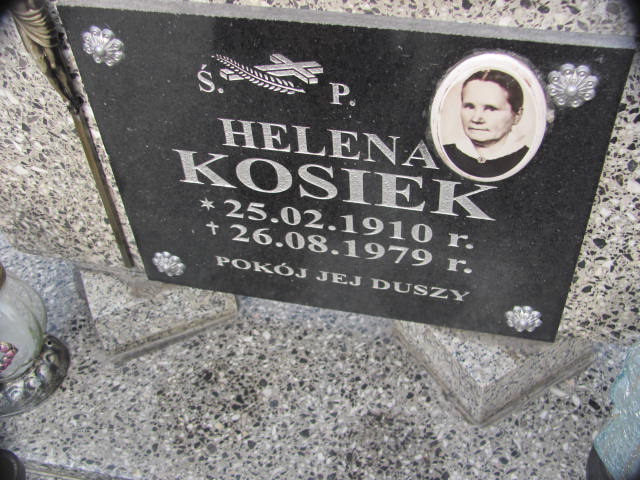 Ś. P.
HELENA
KOSIEK
* 25.02.1910 r.
† 26.08.1979 r.
POKÓJ JEJ DUSZY